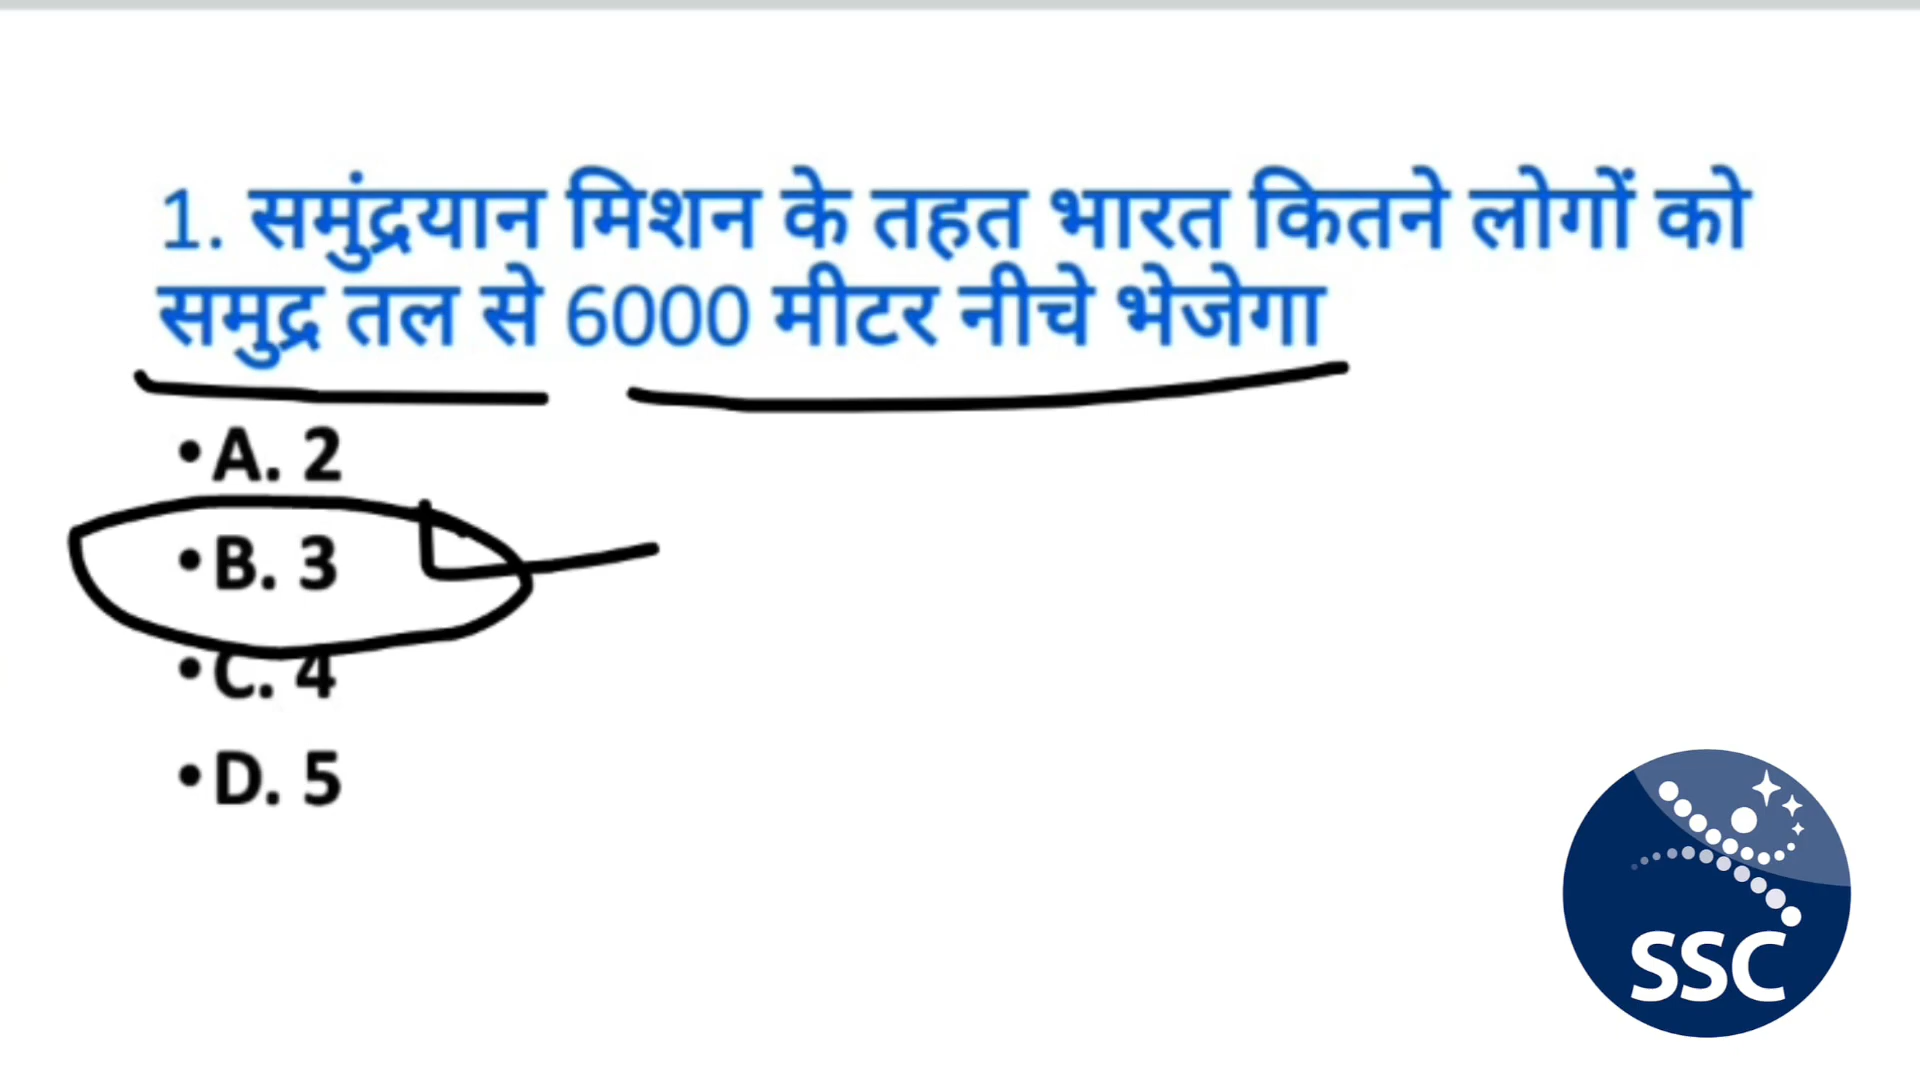 1. समुंद्रयान मिशन के तहत भारत कितने लोगों को
समुद्र तल से 6000 मीटर नीचे भेजेगा
• A. 2
• B. 3
• C. 4
• D. 5
SSC